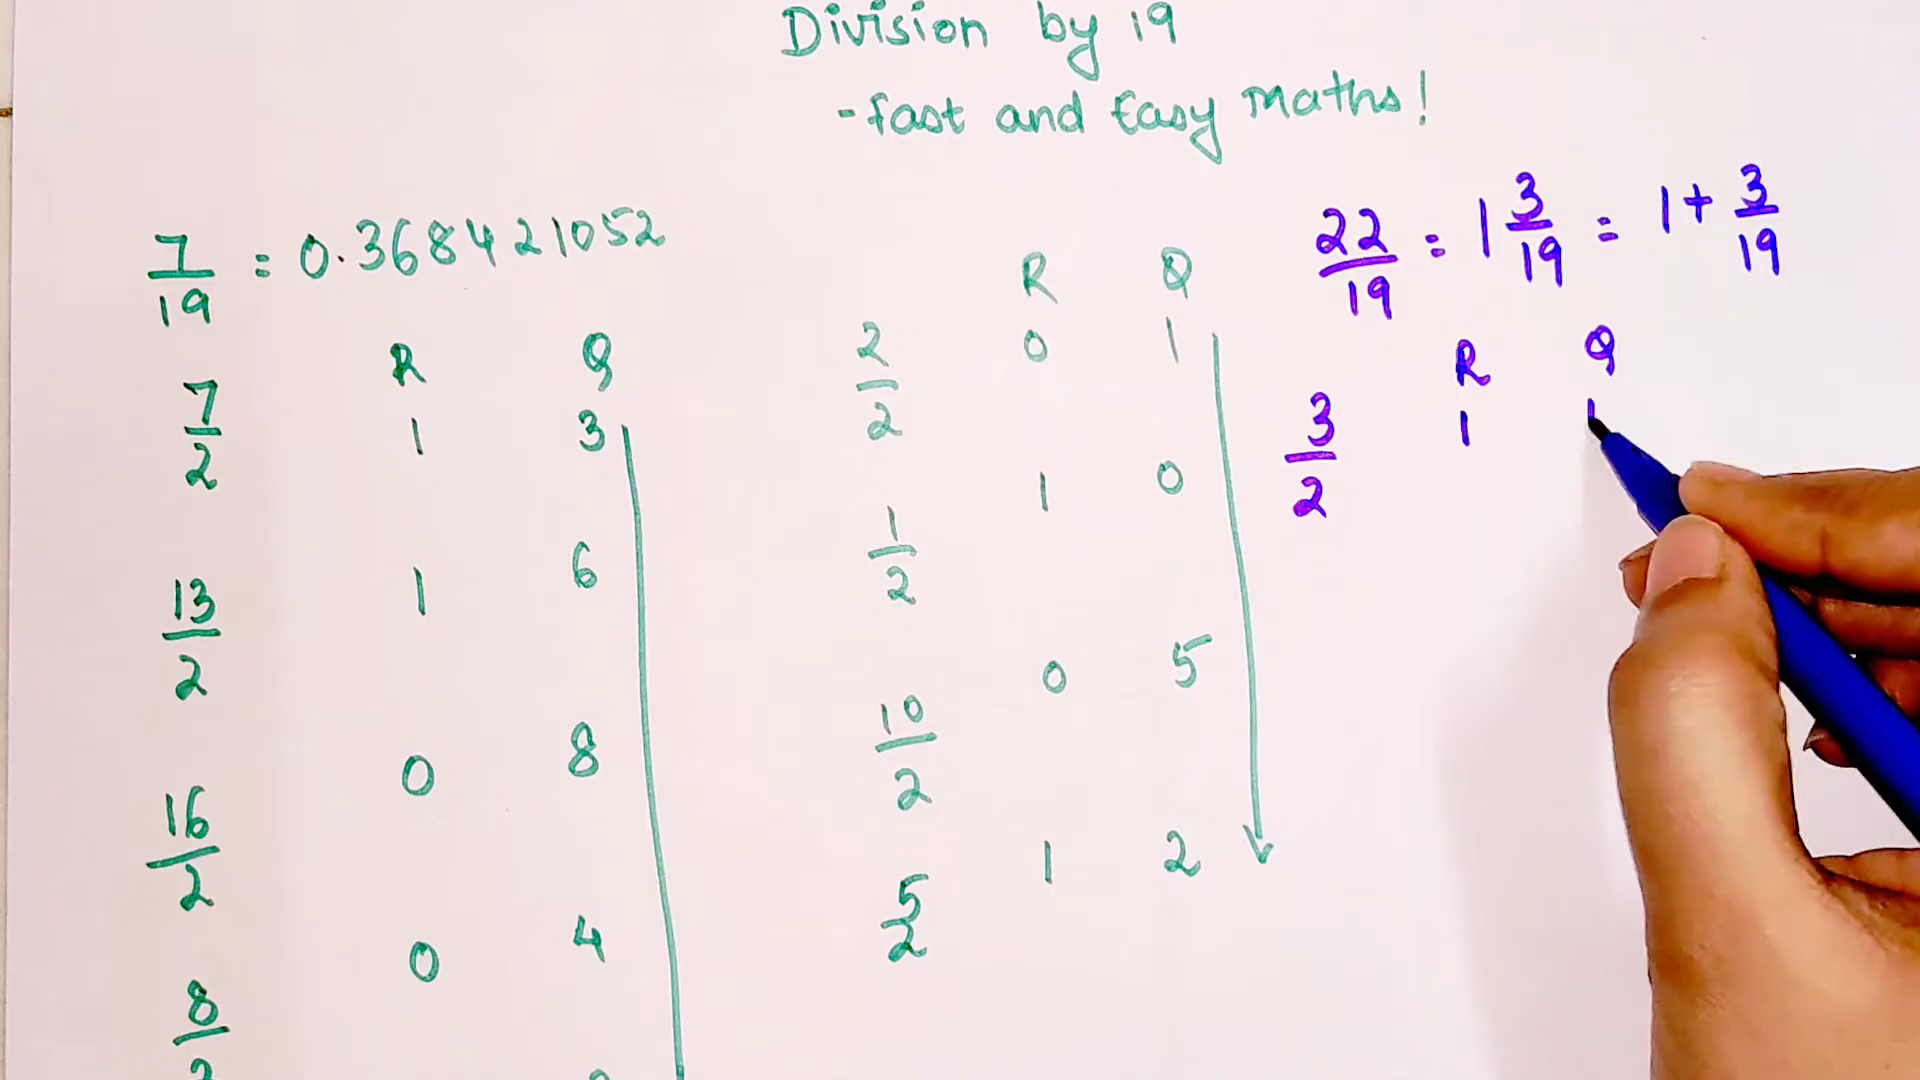 Division by 19
- fast and Easy maths!
7/19 = 0.368421052
R Q
7/2 1 3
13/2 1 6
16/2 0 8
8/2 0 4
R Q
2/2 0 1
1/2 1 0
10/2 0 5
5/2 1 2
22/19 = 1 3/19 = 1 + 3/19
R Q
3/2 1 1